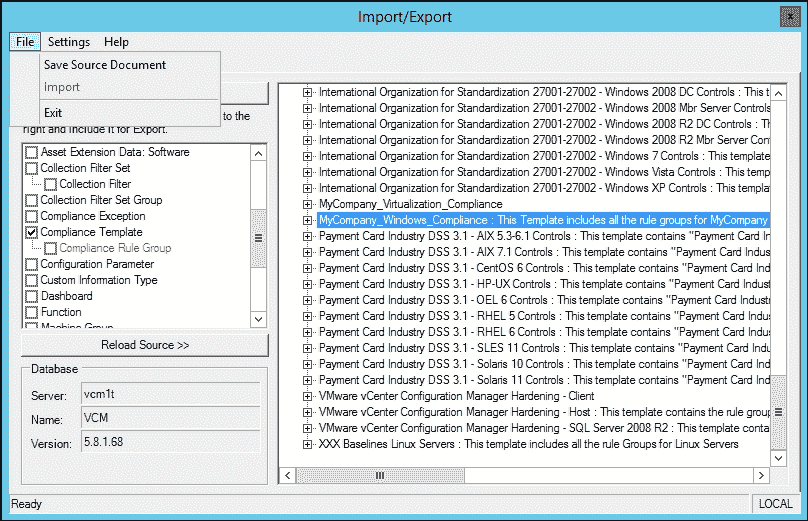 Import/Export
File Settings Help
Save Source Document
Import
Exit
to the
right and include it for Export.
Asset Extension Data: Software
Collection Filter Set
Collection Filter
Collection Filter Set Group
Compliance Exception
Compliance Template
Compliance Rule Group
Configuration Parameter
Custom Information Type
Dashboard
Function
Machine Group
Reload Source >>
Database
Server: vcm1t
Name: VCM
Version: 5.8.1.68
International Organization for Standardization 27001-27002 - Windows 2008 DC Controls : This t
International Organization for Standardization 27001-27002 - Windows 2008 Mbr Server Controls
International Organization for Standardization 27001-27002 - Windows 2008 R2 DC Controls : Thi
International Organization for Standardization 27001-27002 - Windows 2008 R2 Mbr Server Con
International Organization for Standardization 27001-27002 - Windows 7 Controls : This template
International Organization for Standardization 27001-27002 - Windows Vista Controls : This temp
International Organization for Standardization 27001-27002 - Windows XP Controls : This templat
MyCompany_Virtualization_Compliance
MyCompany_Windows_Compliance : This Template includes all the rule groups for MyCompany
Payment Card Industry DSS 3.1 - AIX 5.3-6.1 Controls : This template contains "Payment Card In
Payment Card Industry DSS 3.1 - AIX 7.1 Controls : This template contains "Payment Card Ind
Payment Card Industry DSS 3.1 - CentOS 6 Controls : This template contains "Payment Card Ind
Payment Card Industry DSS 3.1 - HP-UX Controls : This template contains "Payment Card Indus
Payment Card Industry DSS 3.1 - OEL 6 Controls : This template contains "Payment Card Indust
Payment Card Industry DSS 3.1 - RHEL 5 Controls : This template contains "Payment Card Indu
Payment Card Industry DSS 3.1 - RHEL 6 Controls : This template contains "Payment Card Indu
Payment Card Industry DSS 3.1 - SLES 11 Controls : This template contains "Payment Card Indu
Payment Card Industry DSS 3.1 - Solaris 10 Controls : This template contains "Payment Card Ind
Payment Card Industry DSS 3.1 - Solaris 11 Controls : This template contains "Payment Card Ind
VMware vCenter Configuration Manager Hardening - Client
VMware vCenter Configuration Manager Hardening - Host : This template contains the rule group
VMware vCenter Configuration Manager Hardening - SQL Server 2008 R2 : This template conta
XXX Baselines Linux Servers : This template includes all the rule Groups for Linux Servers
Ready
LOCAL